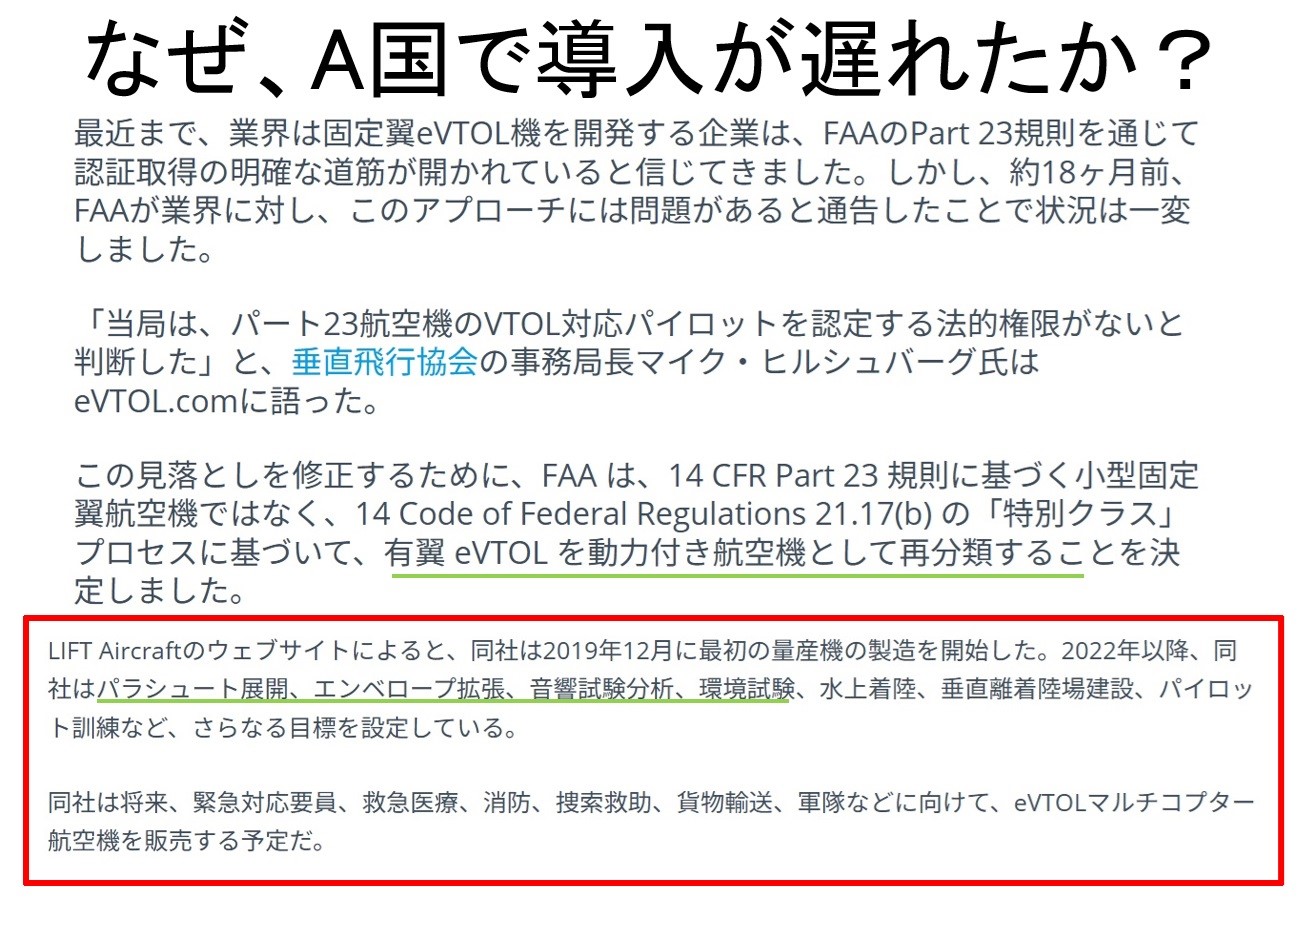 なぜ、A国で導入が遅れたか？
最近まで、業界は固定翼eVTOL機を開発する企業は、FAAのPart 23規則を通じて
認証取得の明確な道筋が開かれていると信じてきました。しかし、約18ヶ月前、
FAAが業界に対し、このアプローチには問題があると通告したことで状況は一変
しました。
「当局は、パート23航空機のVTOL対応パイロットを認定する法的権限がないと
判断した」と、垂直飛行協会の事務局長マイク・ヒルシュバーグ氏は
eVTOL.comに語った。
この見落としを修正するために、FAA は、14 CFR Part 23 規則に基づく小型固定
翼航空機ではなく、14 Code of Federal Regulations 21.17(b) の「特別クラス」
プロセスに基づいて、有翼 eVTOL を動力付き航空機として再分類することを決
定しました。
LIFT Aircraftのウェブサイトによると、同社は2019年12月に最初の量産機の製造を開始した。2022年以降、同
社はパラシュート展開、エンベロープ拡張、音響試験分析、環境試験、水上着陸、垂直離着陸場建設、パイロッ
ト訓練など、さらなる目標を設定している。
同社は将来、緊急対応要員、救急医療、消防、捜索救助、貨物輸送、軍隊などに向けて、eVTOLマルチコプター
航空機を販売する予定だ。